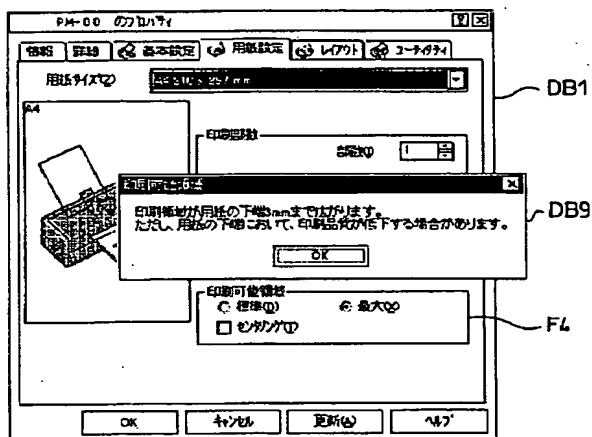 PM-00 のプロパティ
情報 詳細 基本設定 用紙設定 レイアウト ユーティリティ
用紙サイズ(Z) A4 210 x 297 mm
DB1
A4
印刷部数
部数(I) 1
印刷可能領域
DB9
印刷領域が用紙の下端3mmまで広がります。
ただし、用紙の下端において、印刷品質が低下する場合があります。
OK
印刷可能領域
標準(D) 最大(X)
センタリング(T)
F4
OK キャンセル 更新(A) ヘルプ